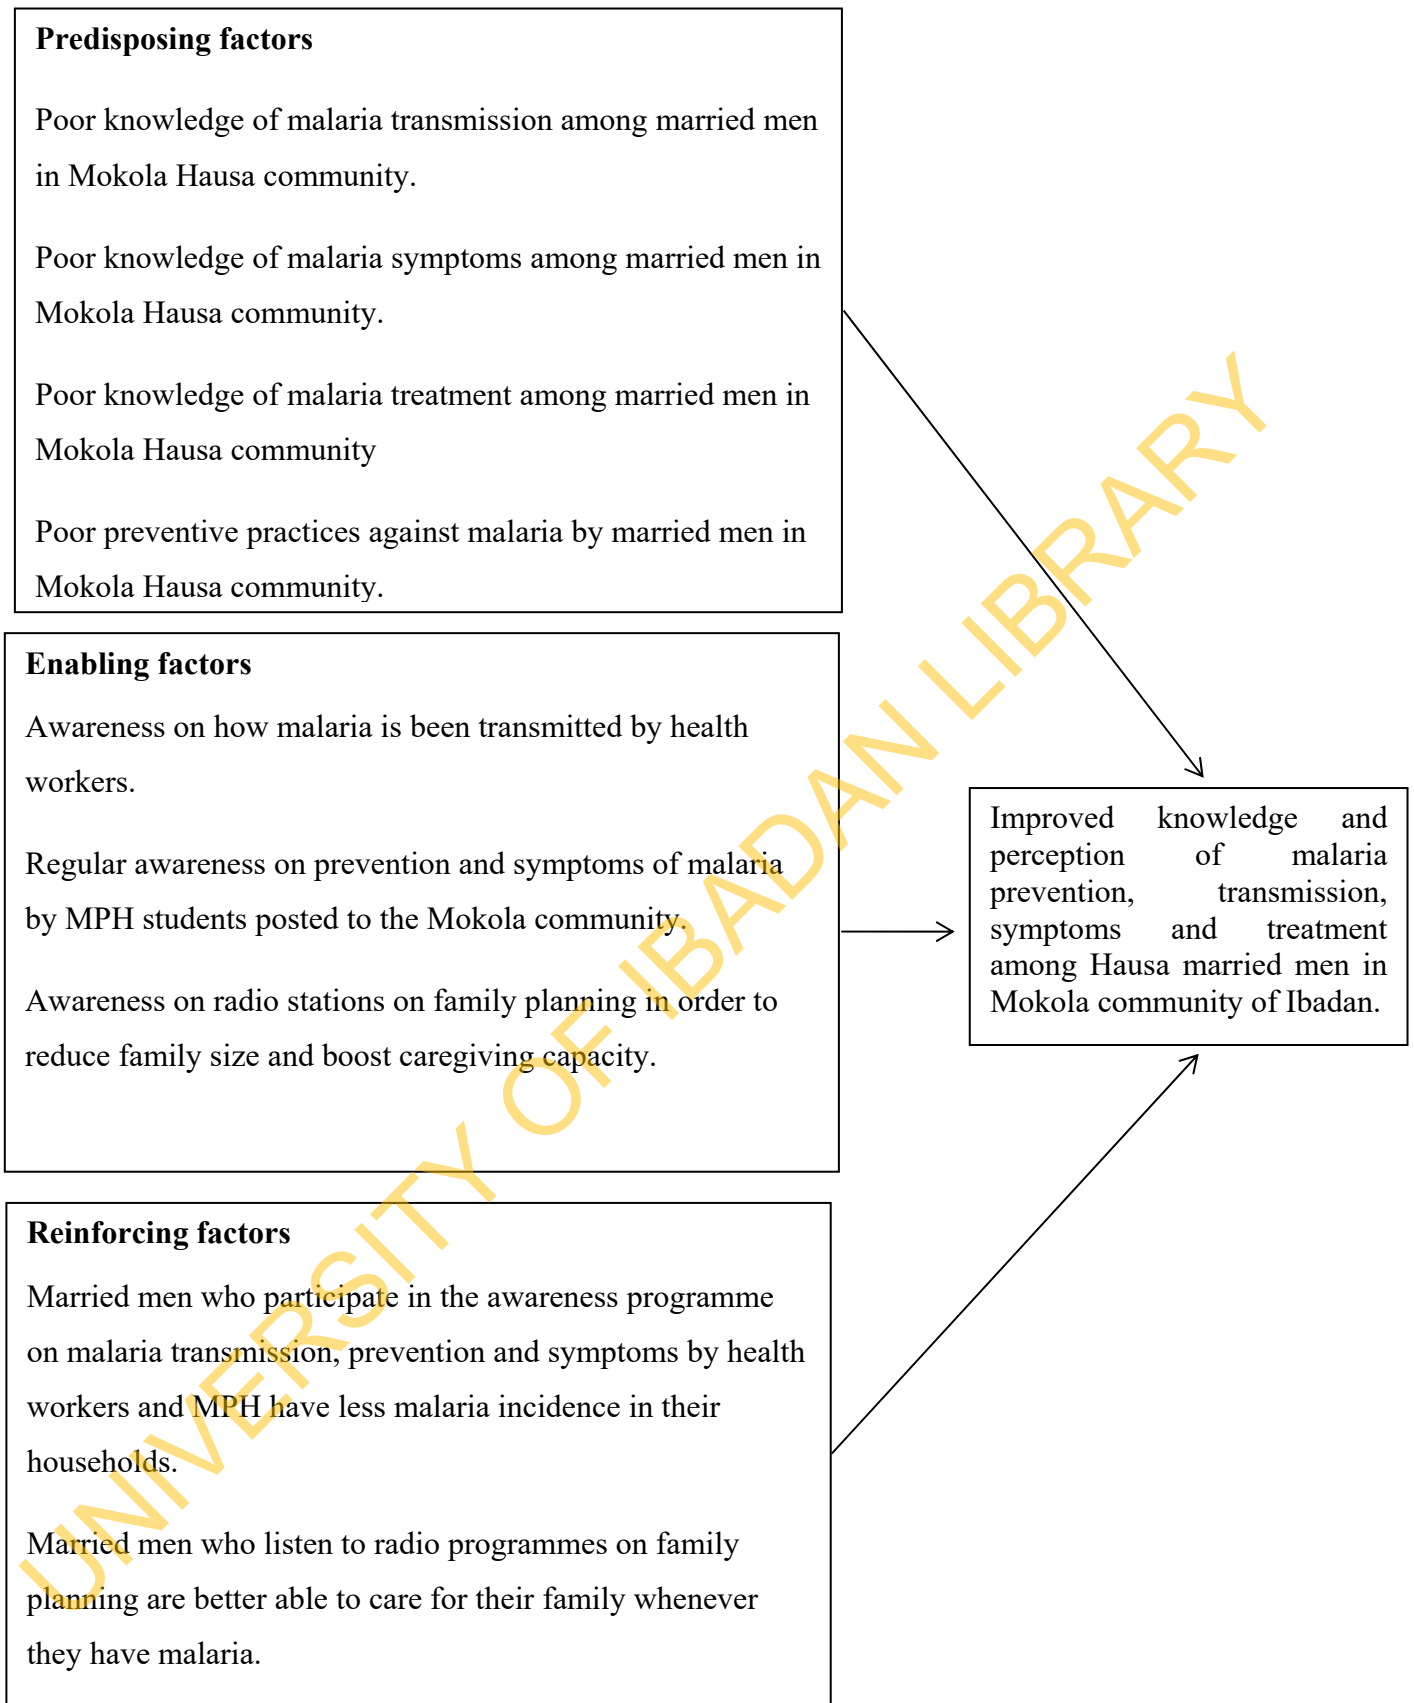 Predisposing factors
Poor knowledge of malaria transmission among married men
in Mokola Hausa community.
Poor knowledge of malaria symptoms among married men in
Mokola Hausa community.
Poor knowledge of malaria treatment among married men in
Mokola Hausa community
Poor preventive practices against malaria by married men in
Mokola Hausa community.
Enabling factors
Awareness on how malaria is been transmitted by health
workers.
Regular awareness on prevention and symptoms of malaria
by MPH students posted to the Mokola community.
Awareness on radio stations on family planning in order to
reduce family size and boost caregiving capacity.
Reinforcing factors
Married men who participate in the awareness programme
on malaria transmission, prevention and symptoms by health
workers and MPH have less malaria incidence in their
households.
Married men who listen to radio programmes on family
planning are better able to care for their family whenever
they have malaria.
Improved knowledge and
perception of malaria
prevention, transmission,
symptoms and treatment
among Hausa married men in
Mokola community of Ibadan.
UNIVERSITY OF IBADAN LIBRARY